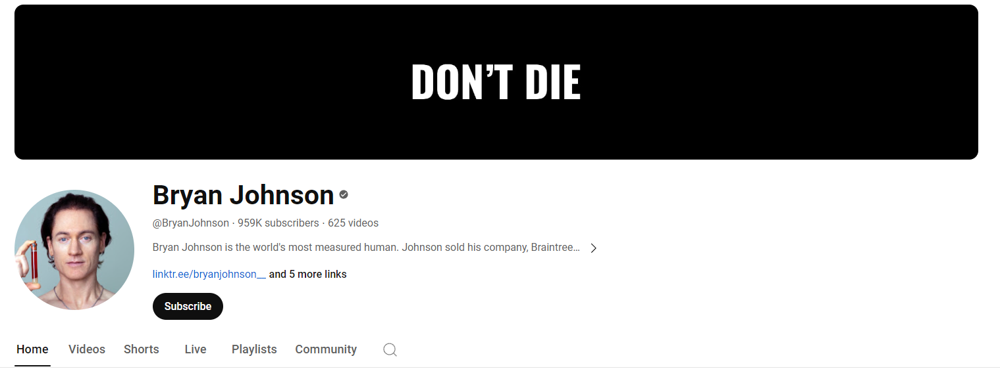 DON'T DIE
Bryan Johnson
@BryanJohnson · 959K subscribers · 625 videos
Bryan Johnson is the world's most measured human. Johnson sold his company, Braintree...
linktr.ee/bryanjohnson__ and 5 more links
Subscribe
Home Videos Shorts Live Playlists Community